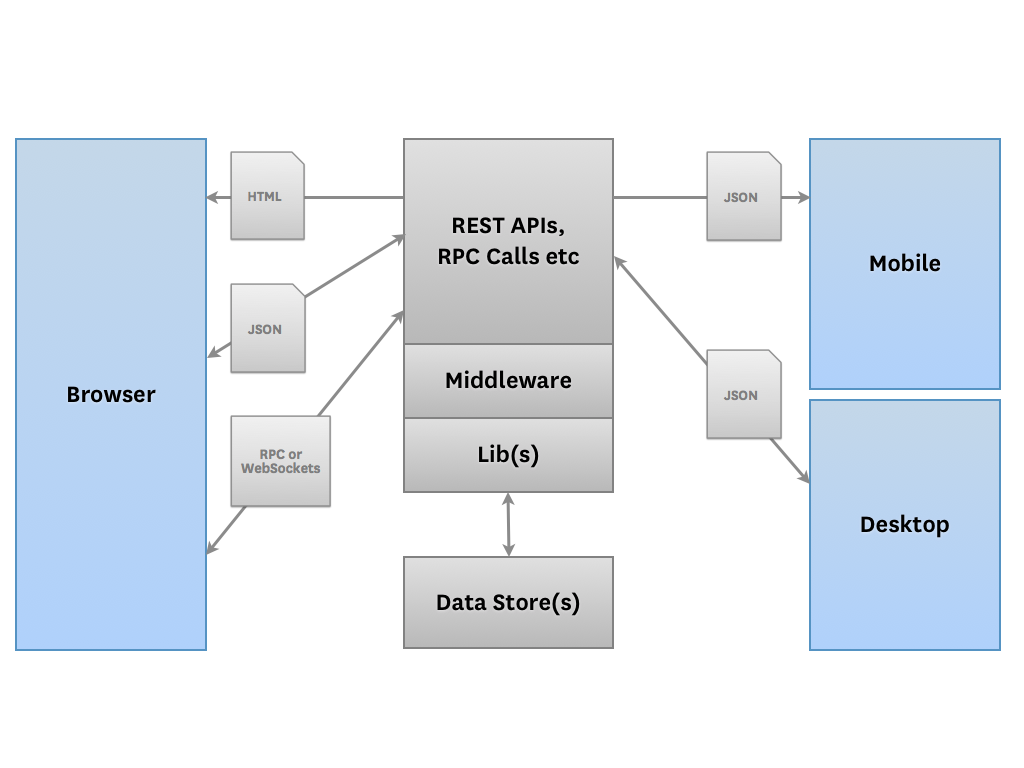 Browser
HTML
JSON
RPC or
WebSockets
REST APIs,
RPC Calls etc
Middleware
Lib(s)
Data Store(s)
JSON
JSON
Mobile
Desktop